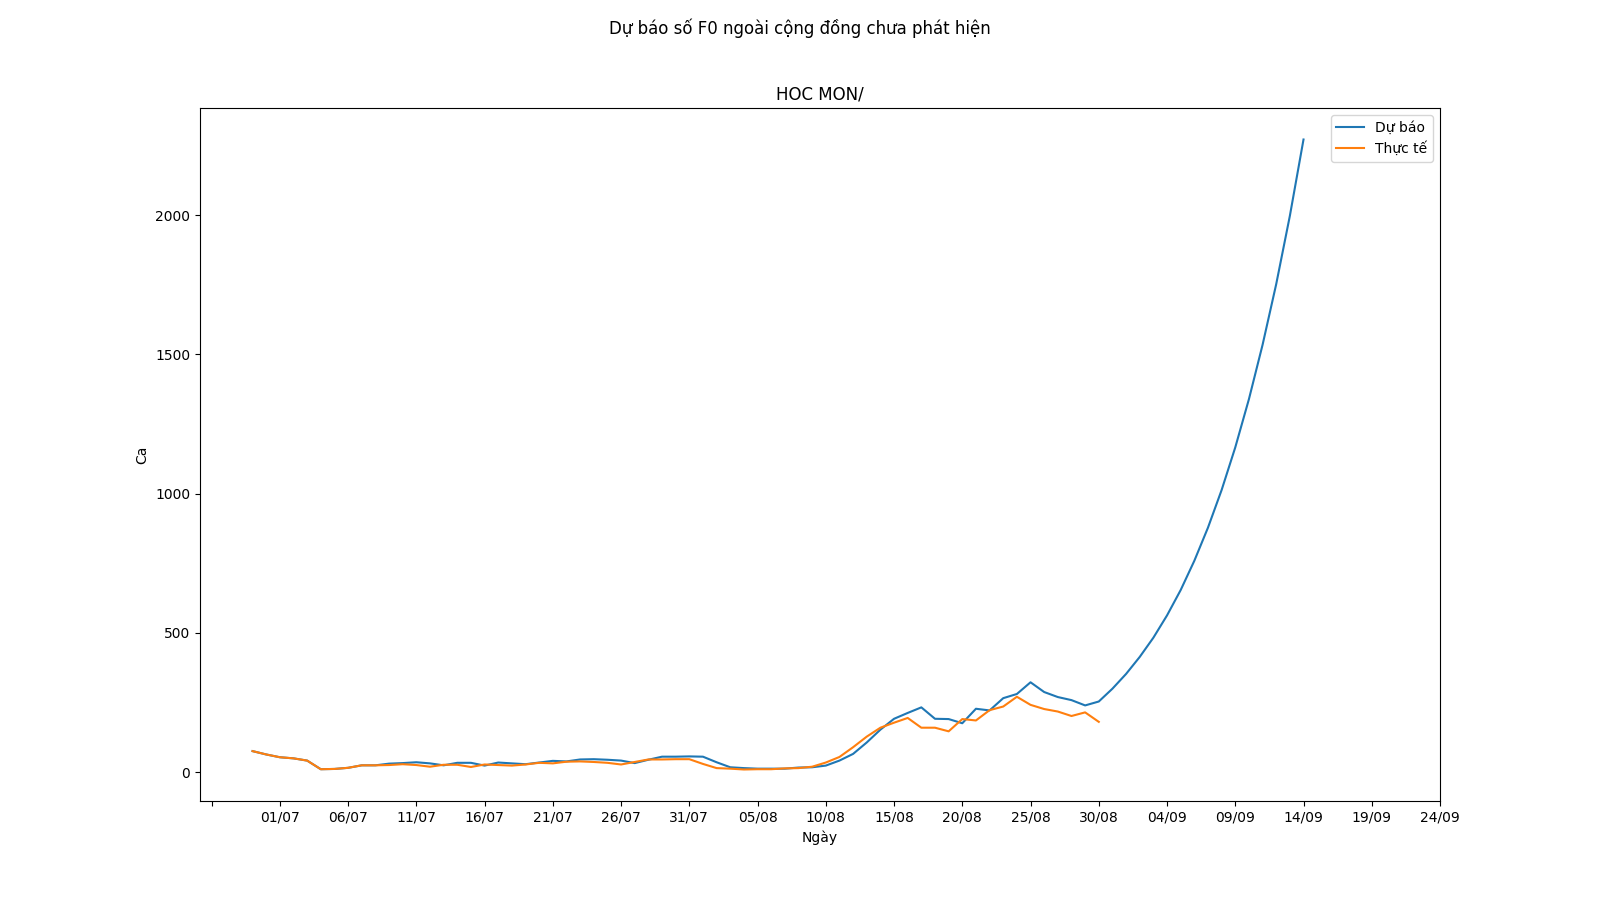 Dự báo số F0 ngoài cộng đồng chưa phát hiện
HOC MON/
Dự báo
Thực tế
2000
1500
1000
500
0
Ca
01/07 06/07 11/07 16/07 21/07 26/07 31/07 05/08 10/08 15/08 20/08 25/08 30/08 04/09 09/09 14/09 19/09 24/09
Ngày